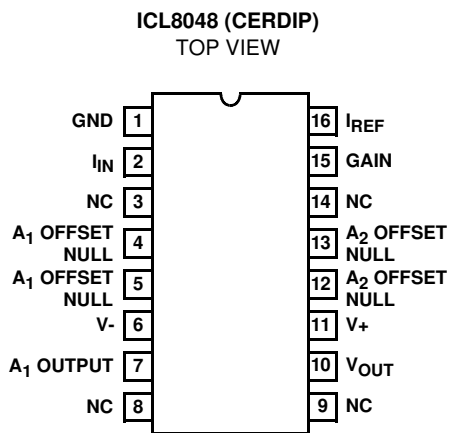 ICL8048 (CERDIP)
TOP VIEW
GND 1
I_IN 2
NC 3
A1 OFFSET
NULL 4
A1 OFFSET
NULL 5
V- 6
A1 OUTPUT 7
NC 8
16 I_REF
15 GAIN
14 NC
13 A2 OFFSET
NULL
12 A2 OFFSET
NULL
11 V+
10 V_OUT
9 NC